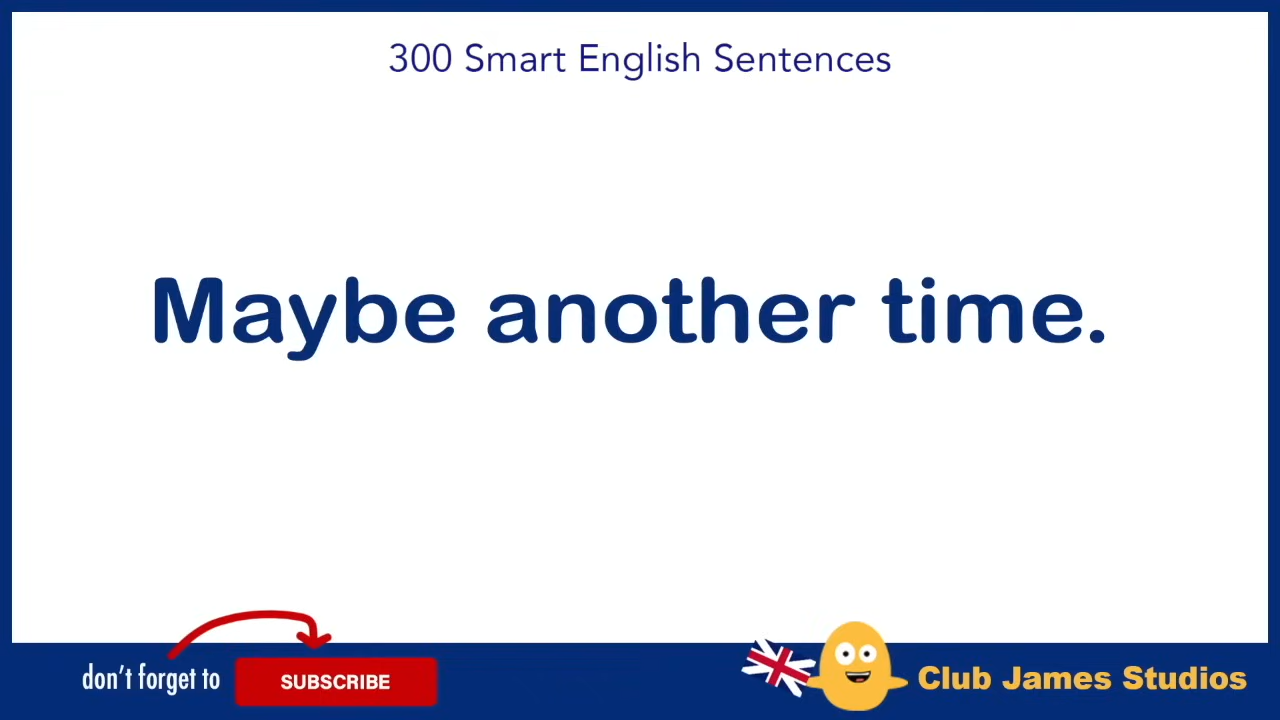 300 Smart English Sentences
Maybe another time.
don't forget to SUBSCRIBE
Club James Studios